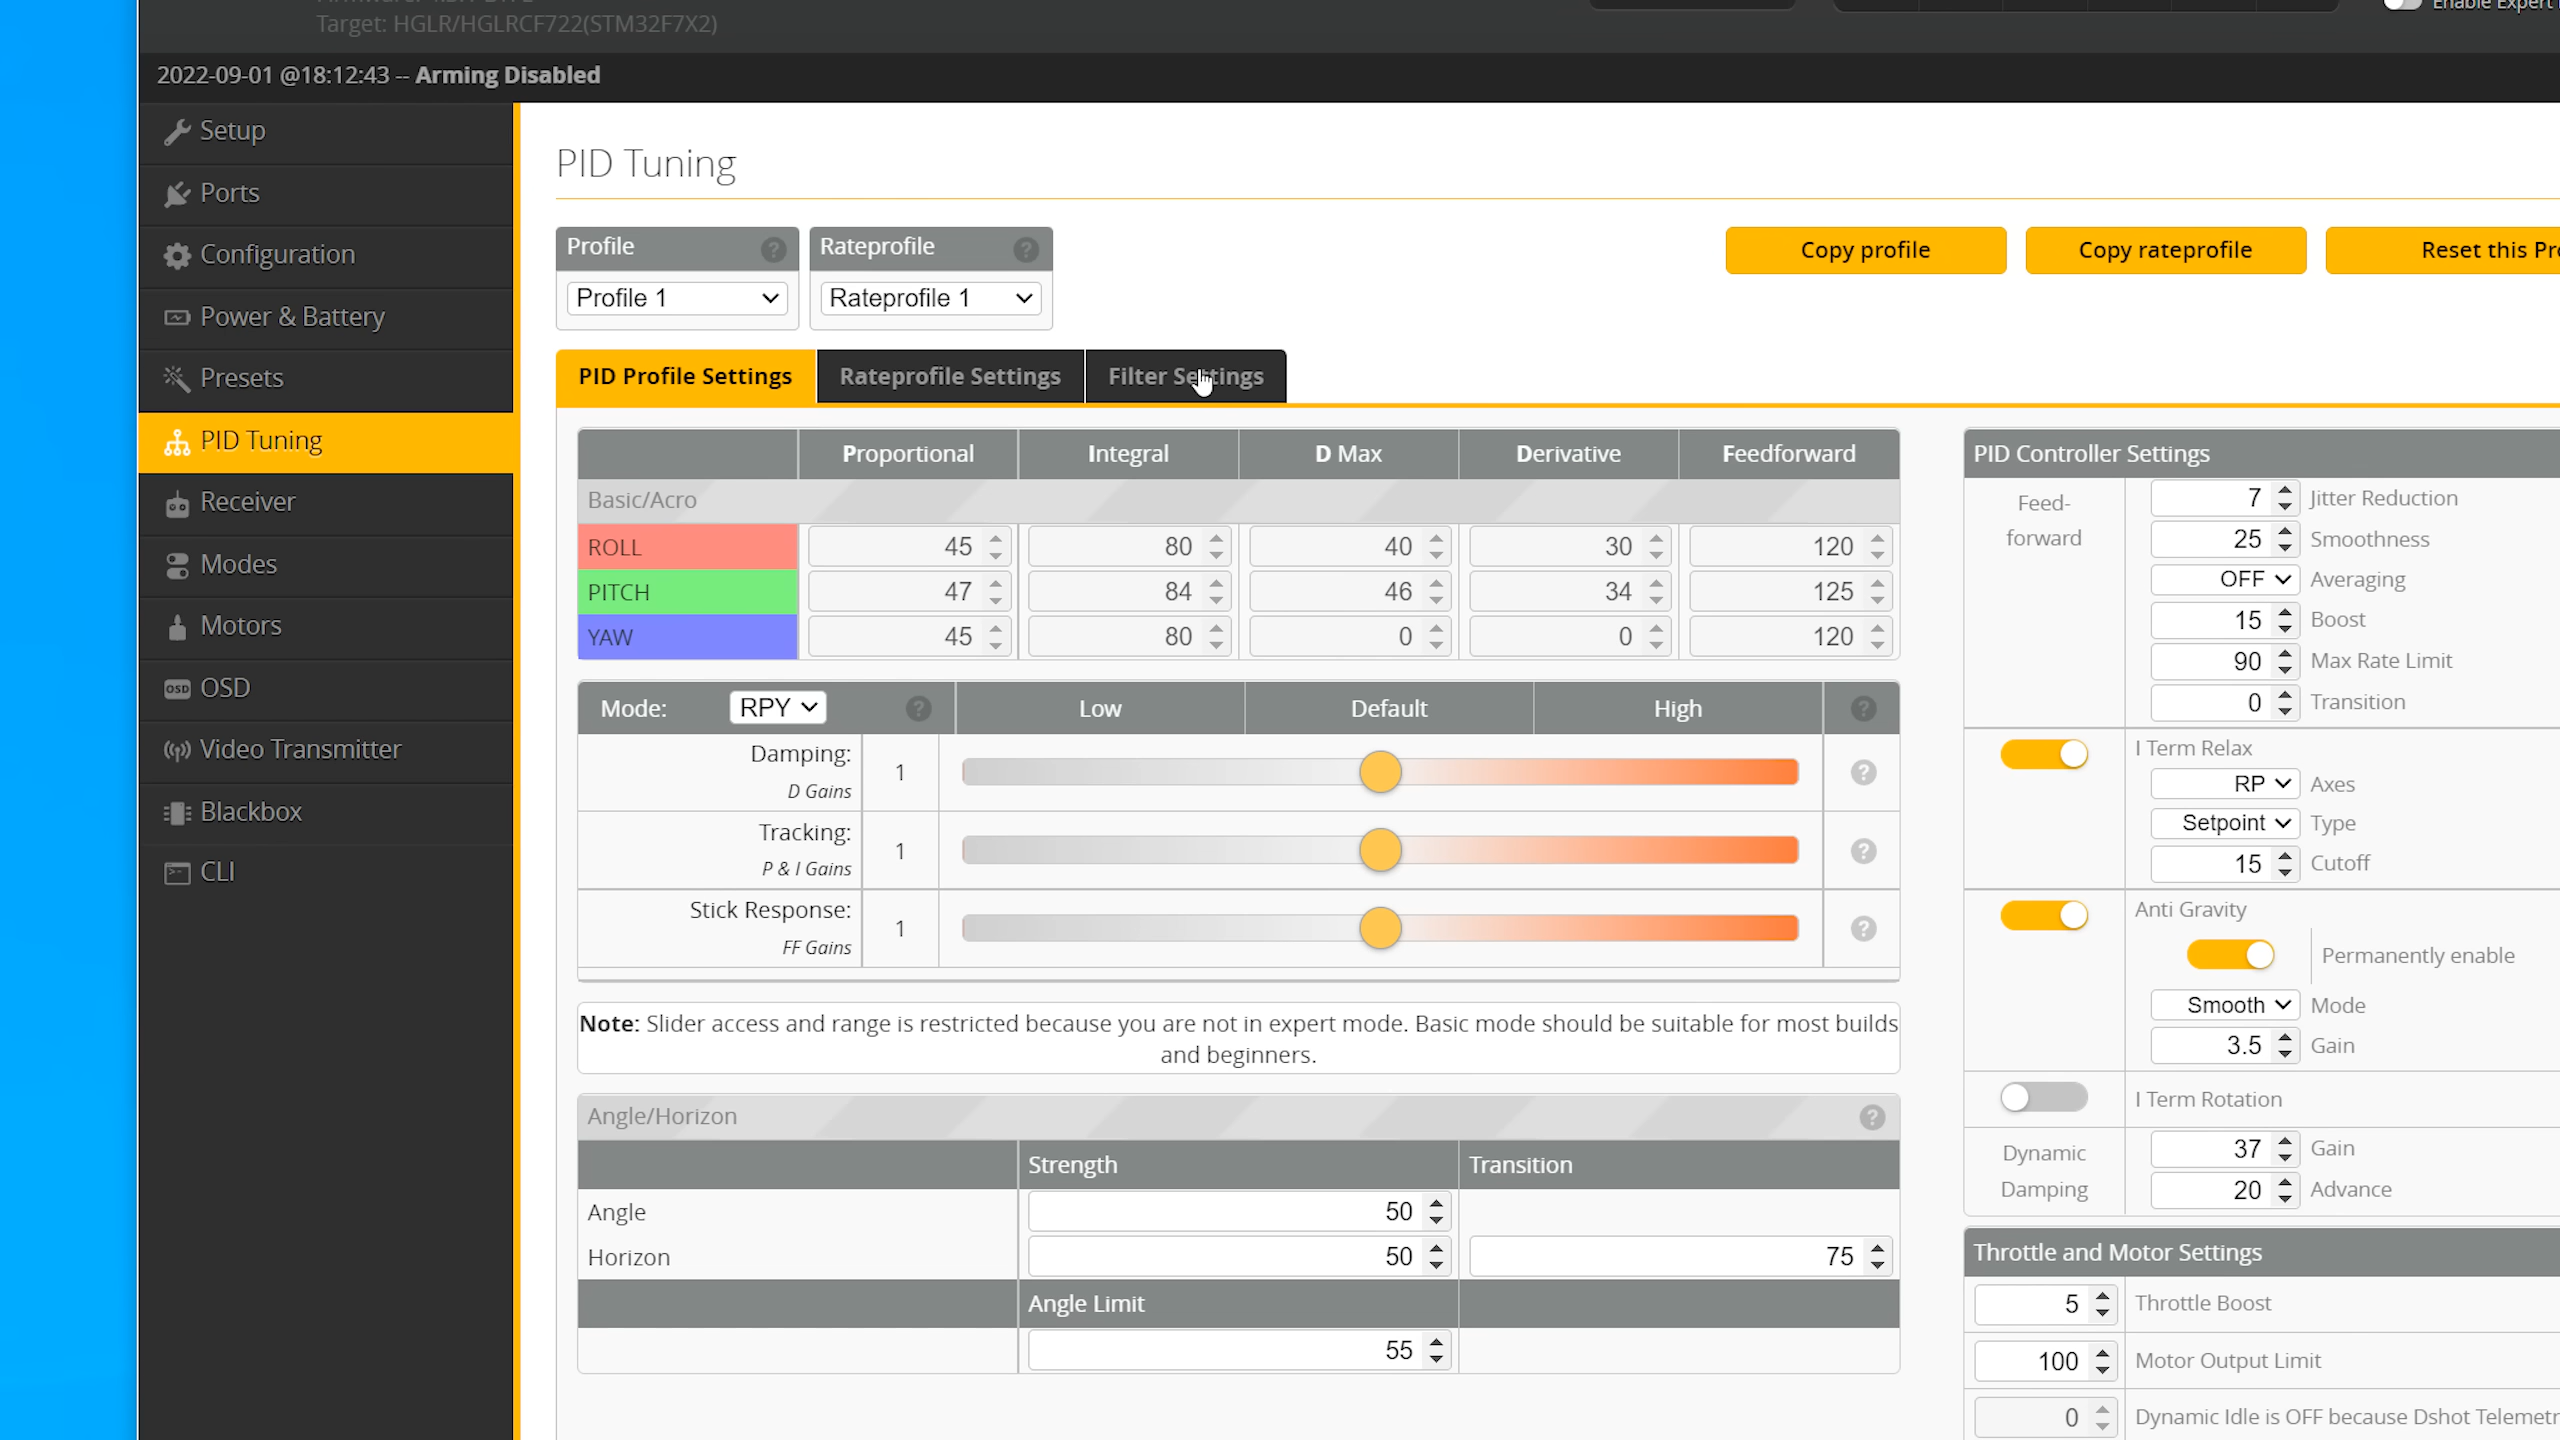 Target: HGLR/HGLRCF722(STM32F7X2)
Enable Expert
2022-09-01 @18:12:43 -- Arming Disabled
Setup
Ports
Configuration
Power & Battery
Presets
PID Tuning
Receiver
Modes
Motors
OSD
Video Transmitter
Blackbox
CLI
PID Tuning
Profile
Rateprofile
Profile 1
Rateprofile 1
Copy profile
Copy rateprofile
Reset this Pro
PID Profile Settings
Rateprofile Settings
Filter Settings
Proportional Integral D Max Derivative Feedforward
Basic/Acro
ROLL 45 80 40 30 120
PITCH 47 84 46 34 125
YAW 45 80 0 0 120
Mode: RPY Low Default High
Damping:
D Gains
1
Tracking:
P & I Gains
1
Stick Response:
FF Gains
1
Note: Slider access and range is restricted because you are not in expert mode. Basic mode should be suitable for most builds
and beginners.
Angle/Horizon
Strength Transition
Angle 50
Horizon 50 75
Angle Limit
55
PID Controller Settings
Feed-
forward
7 Jitter Reduction
25 Smoothness
OFF Averaging
15 Boost
90 Max Rate Limit
0 Transition
I Term Relax
RP Axes
Setpoint Type
15 Cutoff
Anti Gravity
Permanently enable
Smooth Mode
3.5 Gain
I Term Rotation
Dynamic
Damping
37 Gain
20 Advance
Throttle and Motor Settings
5 Throttle Boost
100 Motor Output Limit
0 Dynamic Idle is OFF because Dshot Telemetr